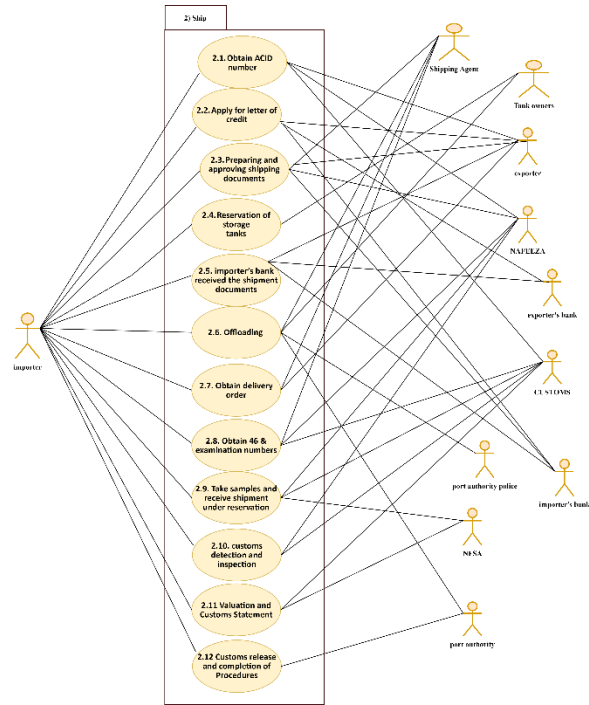 2) Ship
2.1. Obtain ACID
number
2.2. Apply for letter of
credit
2.3. Preparing and
approving shipping
documents
2.4. Reservation of
storage
tanks
2.5. importer's bank
received the shipment
documents
2.6. Offloading
2.7. Obtain delivery
order
2.8. Obtain 46 &
examination numbers
2.9. Take samples and
receive shipment
under reservation
2.10. customs
detection and
inspection
2.11 Valuation and
Customs Statement
2.12 Customs release
and completion of
Procedures
importer
Shipping Agent
Tank owners
exporter
NAFEEZA
exporter's bank
CUSTOMS
port authority police
importer's bank
NFSA
port authority